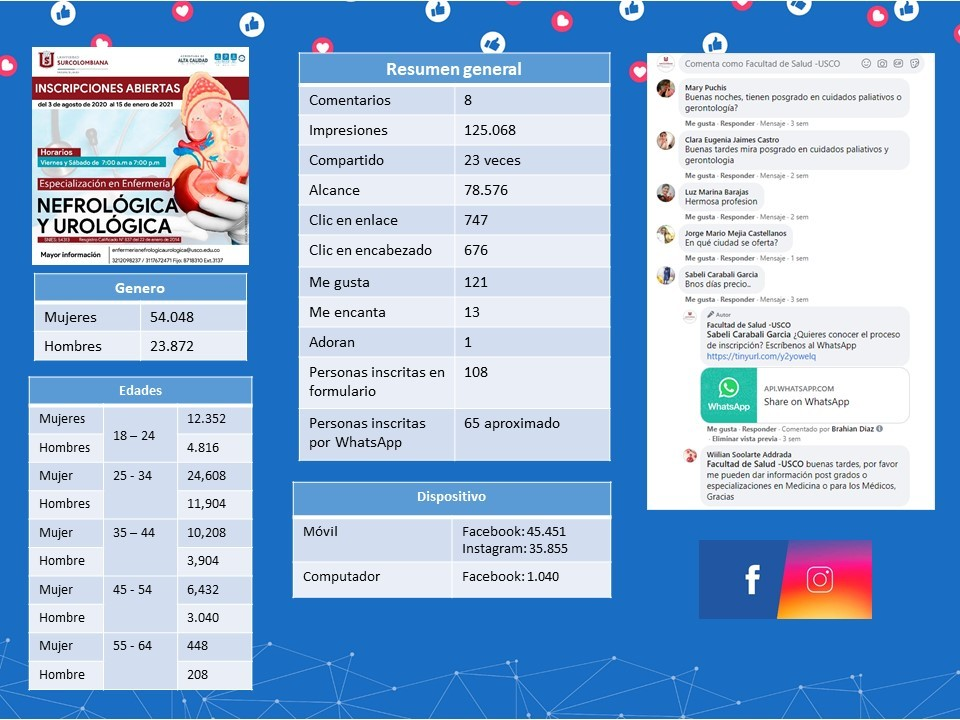 UNIVERSIDAD
SURCOLOMBIANA
ALTA CALIDAD
INSCRIPCIONES ABIERTAS
del 3 de agosto de 2020 al 15 de enero de 2021
Horarios
Viernes y Sábado de 7:00 a.m a 7:00 p.m
Especialización en Enfermería
NEFROLÓGICA
Y UROLÓGICA
Mayor información
enfermerianefrologicaurologica@usco.edu.co
3212098237 / 3117672471 Fijo: 8718310 Ext.3137
Genero
Mujeres 54.048
Hombres 23.872
Edades
Mujeres 18 – 24 12.352
Hombres 4.816
Mujer 25 - 34 24,608
Hombres 11,904
Mujer 35 – 44 10,208
Hombre 3,904
Mujer 45 - 54 6,432
Hombre 3.040
Mujer 55 - 64 448
Hombre 208
Resumen general
Comentarios 8
Impresiones 125.068
Compartido 23 veces
Alcance 78.576
Clic en enlace 747
Clic en encabezado 676
Me gusta 121
Me encanta 13
Adoran 1
Personas inscritas en formulario 108
Personas inscritas por WhatsApp 65 aproximado
Dispositivo
Móvil Facebook: 45.451
Instagram: 35.855
Computador Facebook: 1.040
Comenta como Facultad de Salud -USCO
Mary Puchis
Buenas noches, tienen posgrado en cuidados paliativos o
gerontología?
Me gusta · Responder · Mensaje · 3 sem
Clara Eugenia Jaimes Castro
Buenas tardes mira posgrado en cuidados paliativos y
gerontologia
Me gusta · Responder · Mensaje · 2 sem
Luz Marina Barajas
Hermosa profesion
Me gusta · Responder · Mensaje · 2 sem
Jorge Mario Mejia Castellanos
En qué ciudad se oferta?
Me gusta · Responder · Mensaje · 1 sem
Sabeli Carabali Garcia
Bnos días precio..
Me gusta · Responder · Mensaje · 3 sem
Autor
Facultad de Salud -USCO
Sabeli Carabali Garcia ¿Quieres conocer el proceso
de inscripción? Escríbenos al WhatsApp
https://tinyurl.com/y2yowelq
WhatsApp
API.WHATSAPP.COM
Share on WhatsApp
Me gusta · Responder · Comentado por Brahian Diaz
· Eliminar vista previa · 3 sem
Wiilian Soolarte Addrada
Facultad de Salud -USCO buenas tardes, por favor
me pueden dar información post grados o
especializaciones en Medicina o para los Médicos,
Gracias